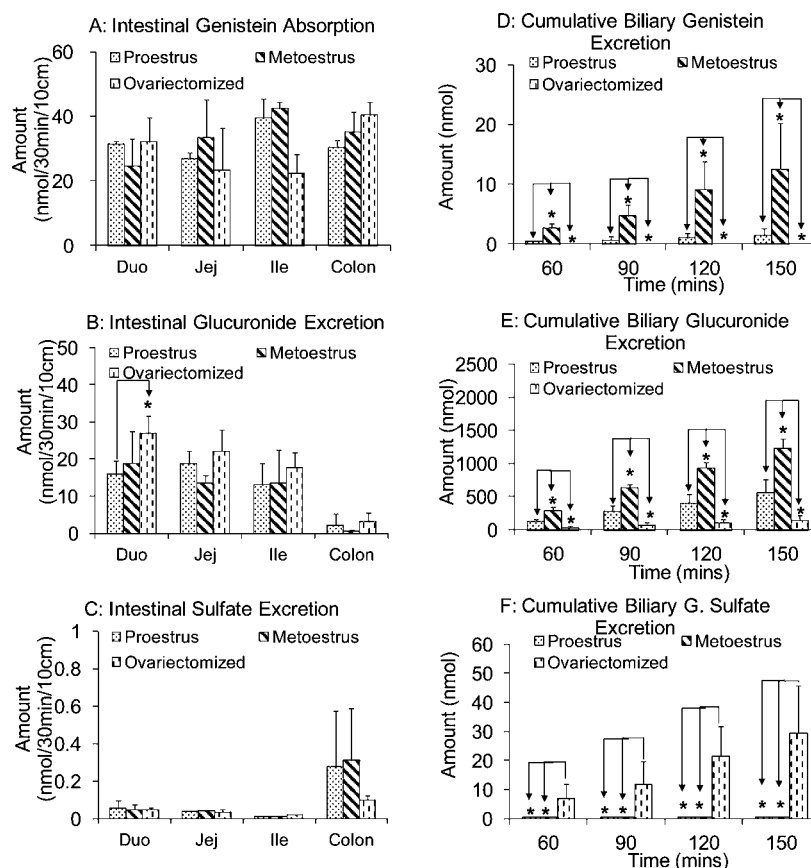 A: Intestinal Genistein Absorption
Proestrus
Metoestrus
Ovariectomized
Amount
(nmol/30min/10cm)
60
40
20
0
Duo
Jej
Ile
Colon
B: Intestinal Glucuronide Excretion
Proestrus
Metoestrus
Ovariectomized
Amount
(nmol/30min/10cm)
50
40
30
20
10
0
*
Duo
Jej
Ile
Colon
C: Intestinal Sulfate Excretion
Proestrus
Metoestrus
Ovariectomized
Amount
(nmol/30min/10cm)
1
0.8
0.6
0.4
0.2
0
Duo
Jej
Ile
Colon
D: Cumulative Biliary Genistein
Excretion
Proestrus
Metoestrus
Ovariectomized
Amount (nmol)
30
20
10
0
* * * *
* * * *
60
90
120
150
Time (mins)
E: Cumulative Biliary Glucuronide
Excretion
Proestrus
Metoestrus
Ovariectomized
Amount (nmol)
2500
2000
1500
1000
500
0
* * * *
* * * *
60
90
120
150
Time (mins)
F: Cumulative Biliary G. Sulfate
Excretion
Proestrus
Metoestrus
Ovariectomized
Amount (nmol)
60
50
40
30
20
10
0
* * * * * * * *
60
90
120
150
Time (mins)